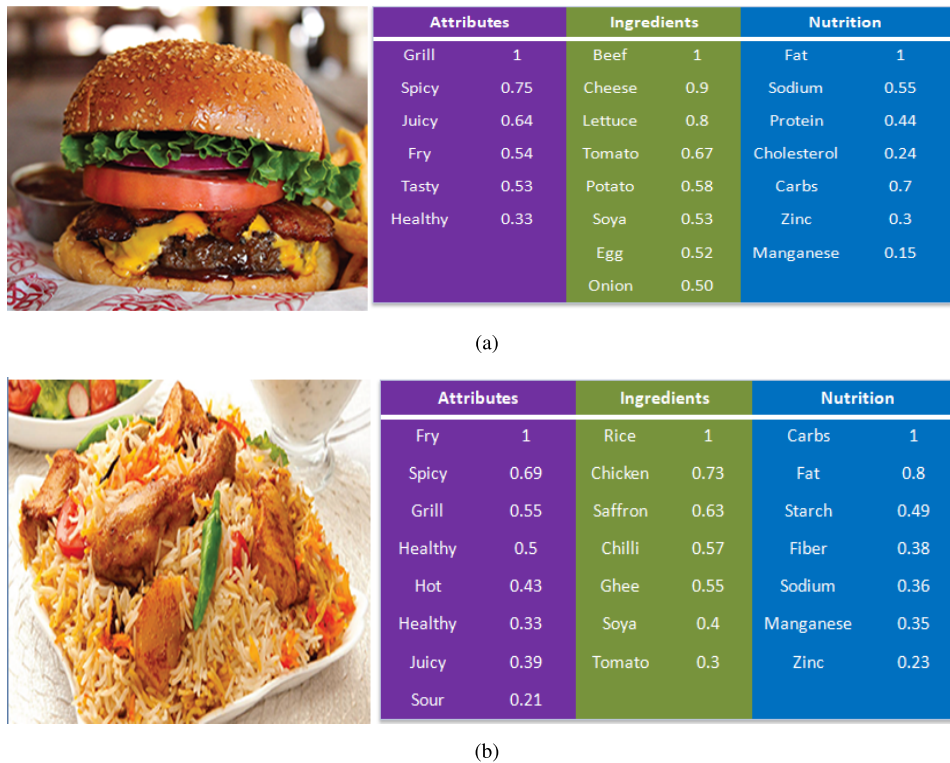 Attributes Ingredients Nutrition
Grill 1 Beef 1 Fat 1
Spicy 0.75 Cheese 0.9 Sodium 0.55
Juicy 0.64 Lettuce 0.8 Protein 0.44
Fry 0.54 Tomato 0.67 Cholesterol 0.24
Tasty 0.53 Potato 0.58 Carbs 0.7
Healthy 0.33 Soya 0.53 Zinc 0.3
Egg 0.52 Manganese 0.15
Onion 0.50
(a)
Attributes Ingredients Nutrition
Fry 1 Rice 1 Carbs 1
Spicy 0.69 Chicken 0.73 Fat 0.8
Grill 0.55 Saffron 0.63 Starch 0.49
Healthy 0.5 Chilli 0.57 Fiber 0.38
Hot 0.43 Ghee 0.55 Sodium 0.36
Healthy 0.33 Soya 0.4 Manganese 0.35
Juicy 0.39 Tomato 0.3 Zinc 0.23
Sour 0.21
(b)